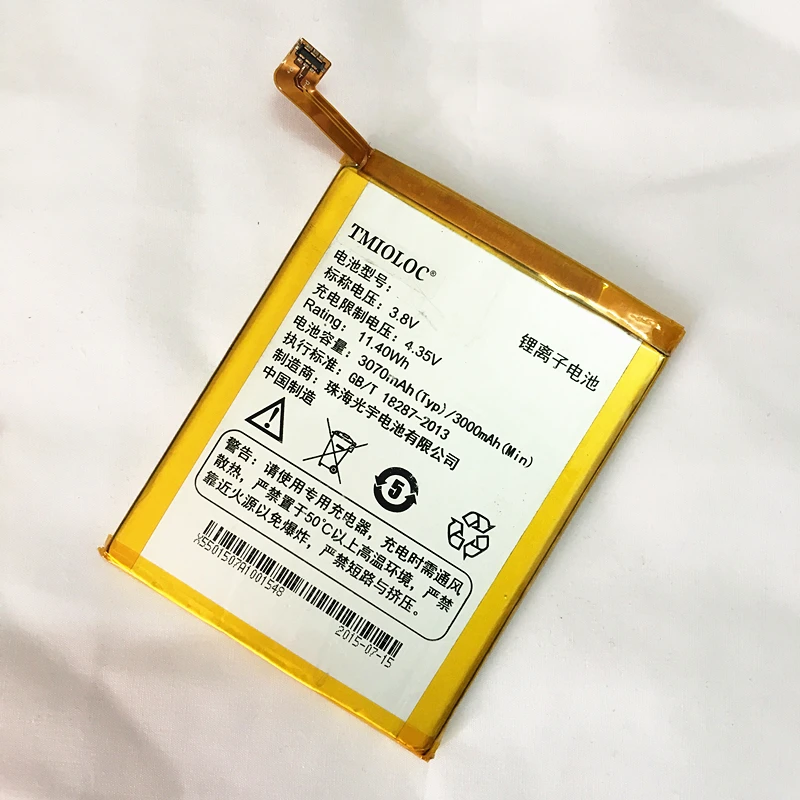 TMIOLOC®
电池型号:
标称电压: 3.8V
充电限制电压: 4.35V
Rating: 11.40Wh
电池容量: 3070mAh(Typ)/3000mAh(Min)
执行标准: GB/T 18287-2013
制造商: 珠海光宇电池有限公司
中国制造
锂离子电池
5
警告: 请使用专用充电器, 充电时需通风
散热, 严禁置于50℃以上高温环境, 严禁
靠近火源以免爆炸, 严禁短路与挤压。
X5501507A1001548
2015-07-15